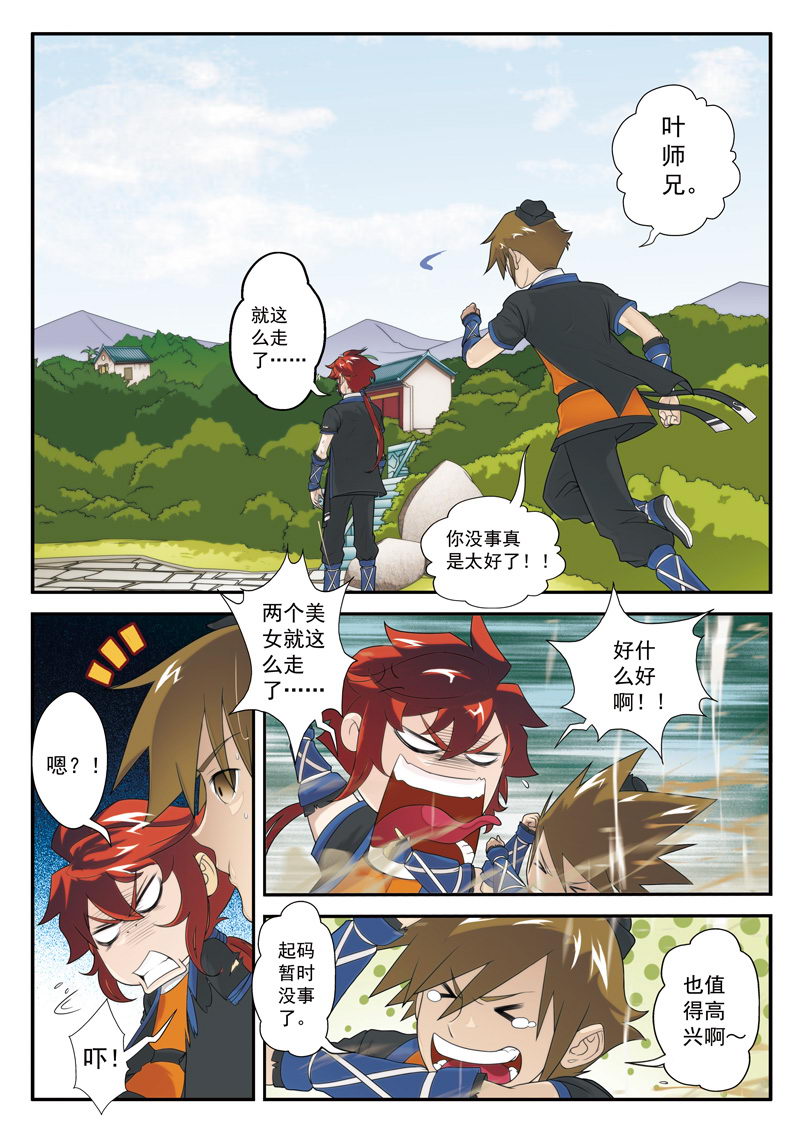 叶
师
兄。
就这
么走
了……
你没事真
是太好了！！
嗯？！
吓！
两个美
女就这
么走
了……
好什
么好
啊！！
起码
暂时
没事
了。
也值
得高
兴啊～